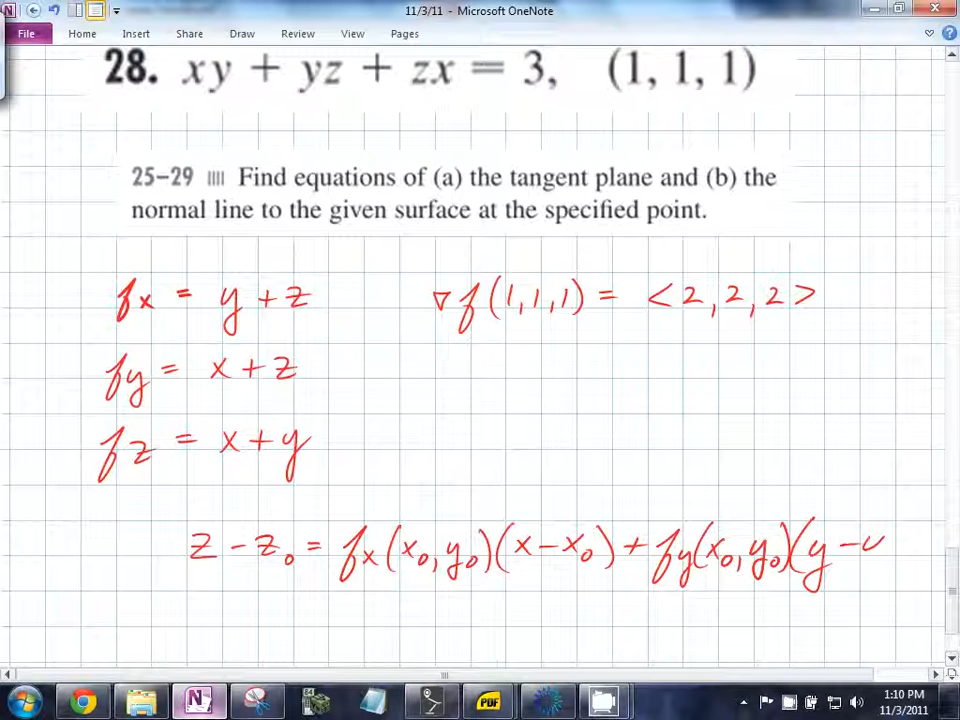 11/3/11 - Microsoft OneNote
File Home Insert Share Draw Review View Pages
28. xy + yz + zx = 3, (1, 1, 1)
25–29 Find equations of (a) the tangent plane and (b) the
normal line to the given surface at the specified point.
fx = y + z ∇f(1,1,1) = <2,2,2>
fy = x + z
fz = x + y
z - z₀ = fx(x₀,y₀)(x-x₀) + fy(x₀,y₀)(y -
PDF
1:10 PM
11/3/2011